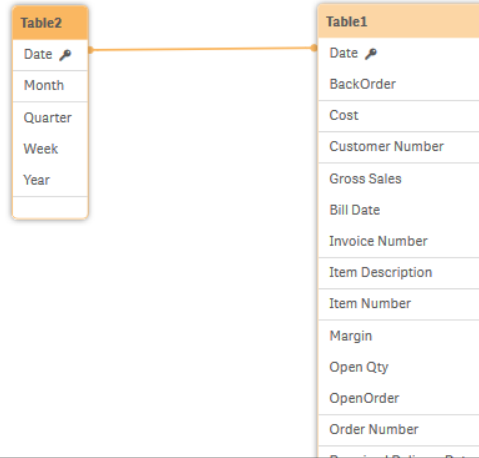 Table2
Date
Month
Quarter
Week
Year
Table1
Date
BackOrder
Cost
Customer Number
Gross Sales
Bill Date
Invoice Number
Item Description
Item Number
Margin
Open Qty
OpenOrder
Order Number